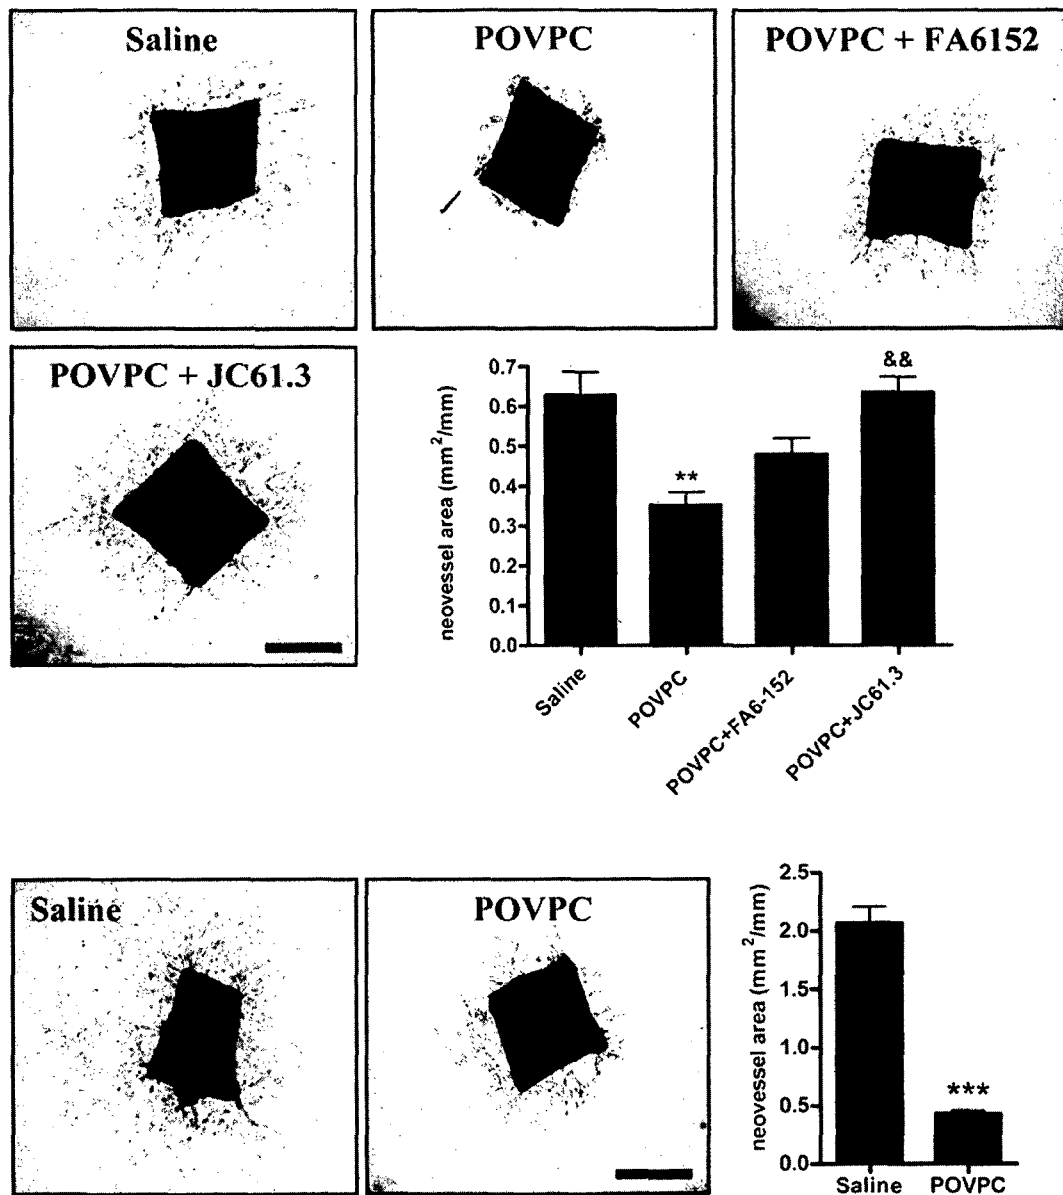 Saline
POVPC
POVPC + FA6152
POVPC + JC61.3
neovessel area (mm²/mm)
0.7
0.6
0.5
0.4
0.3
0.2
0.1
0.0
**
&&
Saline
POVPC
POVPC+FA6-152
POVPC+JC61.3
Saline
POVPC
neovessel area (mm²/mm)
2.5
2.0
1.5
1.0
0.5
0.0
***
Saline
POVPC